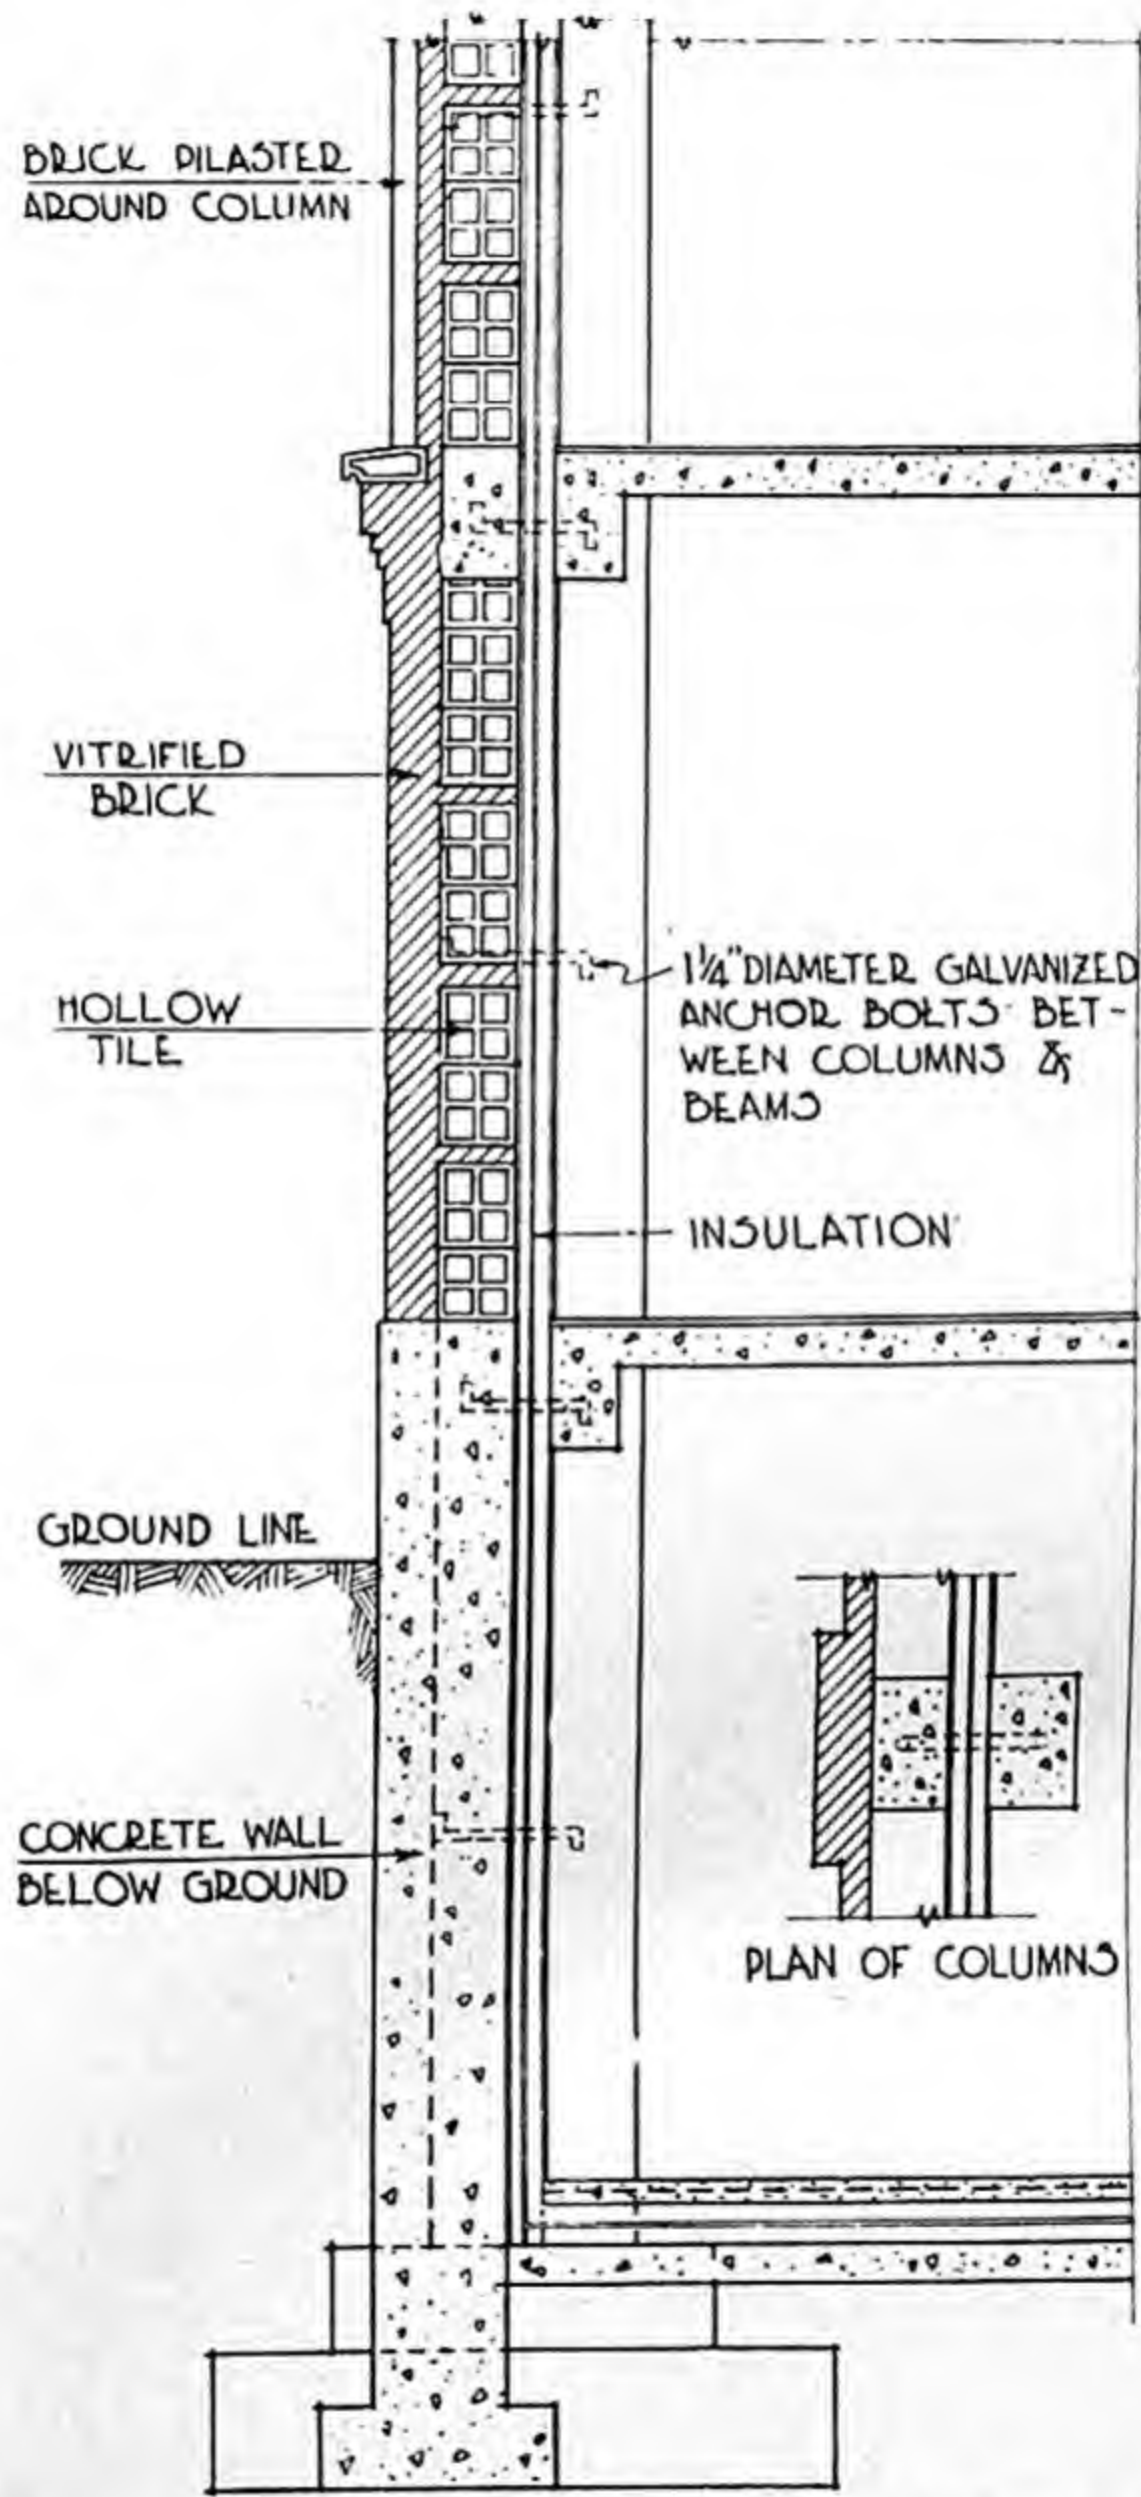 BRICK PILASTER
AROUND COLUMN
VITRIFIED
BRICK
HOLLOW
TILE
1¼" DIAMETER GALVANIZED
ANCHOR BOLTS BET-
WEEN COLUMNS &
BEAMS
INSULATION
GROUND LINE
CONCRETE WALL
BELOW GROUND
PLAN OF COLUMNS